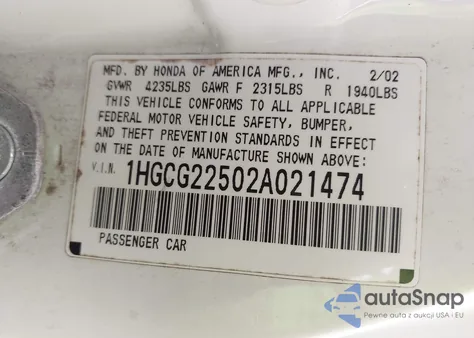 MFD. BY HONDA OF AMERICA MFG., INC. 2/02
GVWR 4235LBS GAWR F 2315LBS R 1940LBS
THIS VEHICLE CONFORMS TO ALL APPLICABLE
FEDERAL MOTOR VEHICLE SAFETY, BUMPER,
AND THEFT PREVENTION STANDARDS IN EFFECT
ON THE DATE OF MANUFACTURE SHOWN ABOVE:
V.I.N. 1HGCG22502A021474
PASSENGER CAR
autoSnap
Pewne auta z aukcji USA i EU